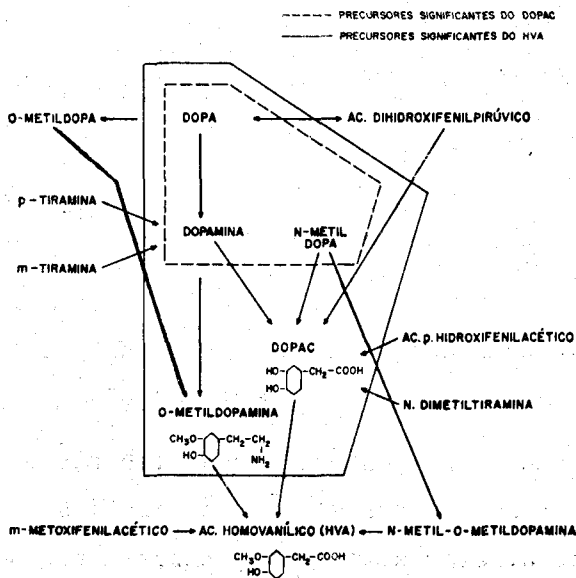 PRECURSORES SIGNIFICANTES DO DOPAC
PRECURSORES SIGNIFICANTES DO HVA
O-METILDOPA
DOPA
AC. DIHIDROXIFENILPIRÚVICO
p-TIRAMINA
DOPAMINA
N-METIL
DOPA
m-TIRAMINA
DOPAC
AC. p. HIDROXIFENILACÉTICO
HO
CH₂-COOH
HO
N. DIMETILTIRAMINA
O-METILDOPAMINA
CH₃O
CH₂-CH₂
HO
NH₂
m-METOXIFENILACÉTICO
AC. HOMOVANÍLICO (HVA)
N-METIL-O-METILDOPAMINA
CH₃O
CH₂COOH
HO